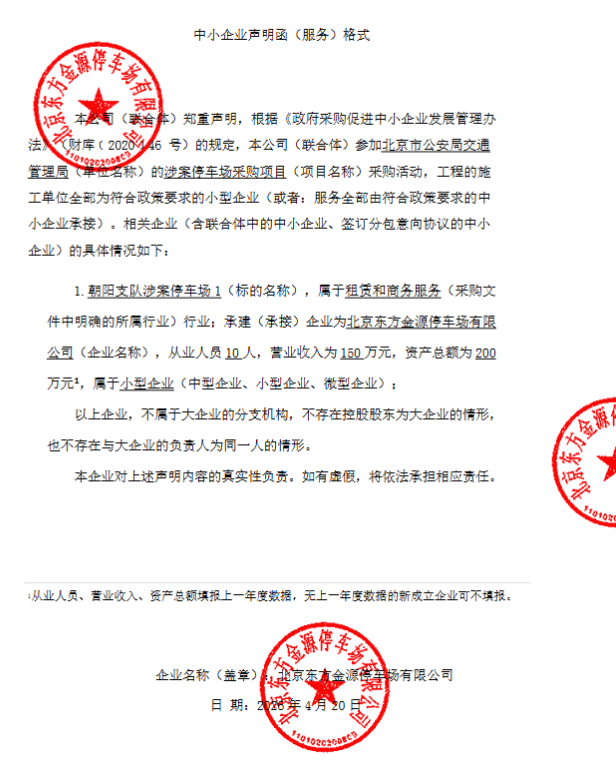 中小企业声明函（服务）格式
本公司（联合体）郑重声明，根据《政府采购促进中小企业发展管理办
法》（财库﹝2020﹞46 号）的规定，本公司（联合体）参加北京市公安局交通
管理局（单位名称）的涉案停车场采购项目（项目名称）采购活动，工程的施
工单位全部为符合政策要求的小型企业（或者：服务全部由符合政策要求的中
小企业承接）。相关企业（含联合体中的中小企业、签订分包意向协议的中小
企业）的具体情况如下：
1. 朝阳支队涉案停车场 1（标的名称），属于租赁和商务服务（采购文
件中明确的所属行业）行业；承建（承接）企业为北京东方金源停车场有限
公司（企业名称），从业人员 10 人，营业收入为 150 万元，资产总额为 200
万元¹，属于小型企业（中型企业、小型企业、微型企业）；
以上企业，不属于大企业的分支机构，不存在控股股东为大企业的情形，
也不存在与大企业的负责人为同一人的情形。
本企业对上述声明内容的真实性负责。如有虚假，将依法承担相应责任。
¹从业人员、营业收入、资产总额填报上一年度数据，无上一年度数据的新成立企业可不填报。
企业名称（盖章）：北京东方金源停车场有限公司
日 期：2026 年 4 月 20 日
北京东方金源停车场有限公司
北京东方金源停车场有限公司
北京东方金源